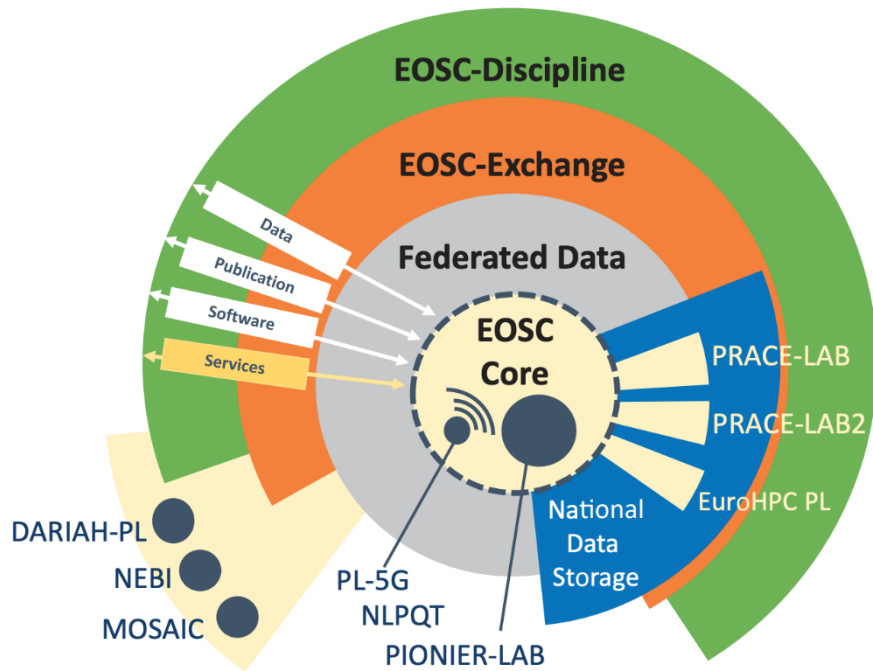 EOSC-Discipline
EOSC-Exchange
Federated Data
EOSC
Core
Data
Publication
Software
Services
PRACE-LAB
PRACE-LAB2
EuroHPC PL
National
Data
Storage
DARIAH-PL
NEBI
MOSAIC
PL-5G
NLPQT
PIONIER-LAB